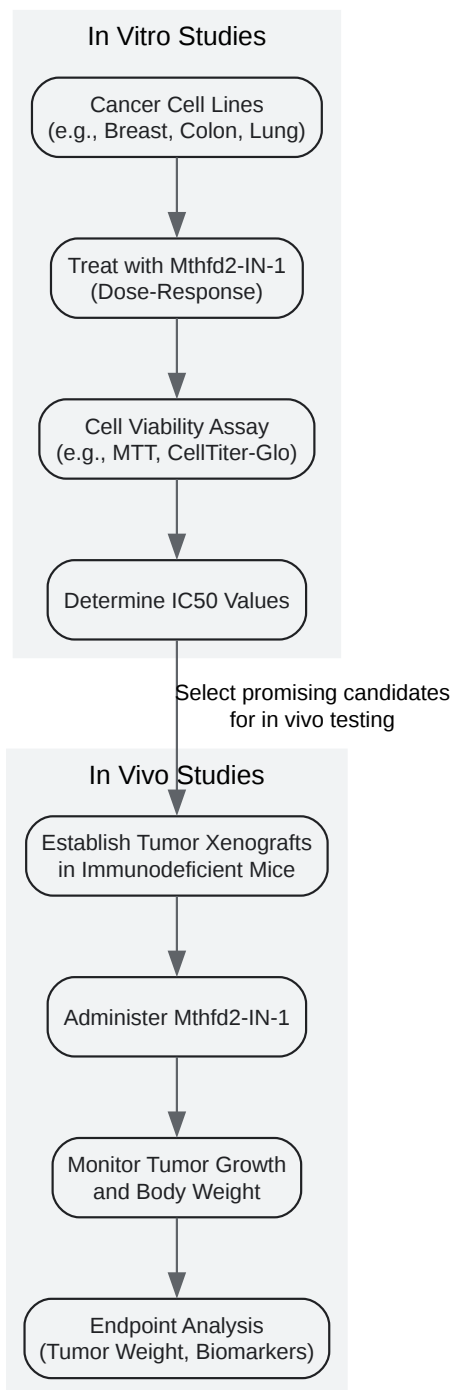 In Vitro Studies
Cancer Cell Lines
(e.g., Breast, Colon, Lung)
Treat with Mthfd2-IN-1
(Dose-Response)
Cell Viability Assay
(e.g., MTT, CellTiter-Glo)
Determine IC50 Values
Select promising candidates
for in vivo testing
In Vivo Studies
Establish Tumor Xenografts
in Immunodeficient Mice
Administer Mthfd2-IN-1
Monitor Tumor Growth
and Body Weight
Endpoint Analysis
(Tumor Weight, Biomarkers)